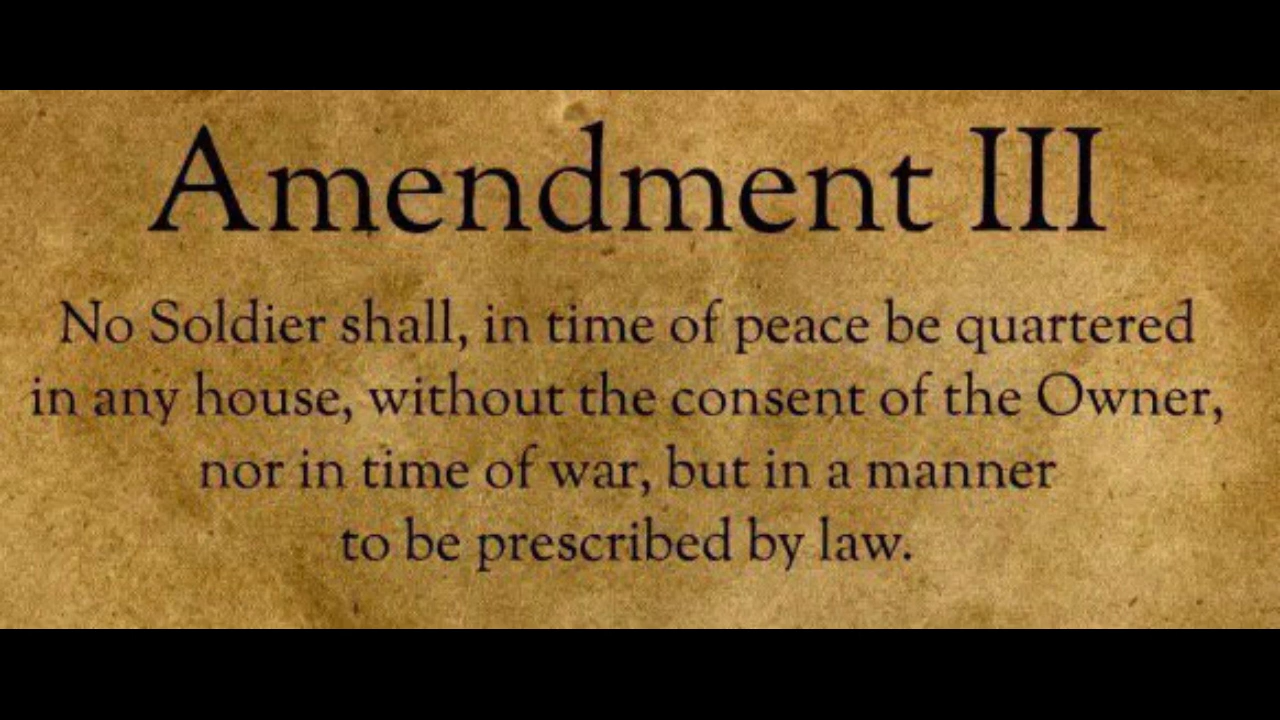 Amendment III
No Soldier shall, in time of peace be quartered
in any house, without the consent of the Owner,
nor in time of war, but in a manner
to be prescribed by law.